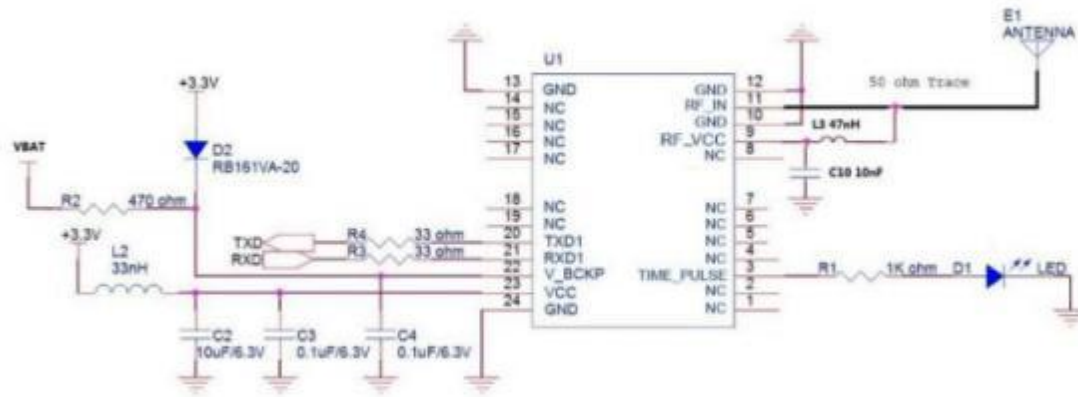 E1
ANTENNA
U1
+3.3V
50 ohm Trace
13 GND
14 NC
15 NC
16 NC
17 NC
GND 12
RF_IN 11
GND 10
RF_VCC 9
NC 8
L3 47nH
C10 10nF
VBAT
D2
RB161VA-20
R2 470 ohm
+3.3V
L2
33nH
18 NC
19 NC
20 TXD1
21 RXD1
22 V_BCKP
23 VCC
24 GND
NC 7
NC 6
NC 5
NC 4
TIME_PULSE 3
NC 2
NC 1
TXD R4 33 ohm
RXD R3 33 ohm
R1 1K ohm D1 LED
C2
10uF/6.3V
C3
0.1uF/6.3V
C4
0.1uF/6.3V